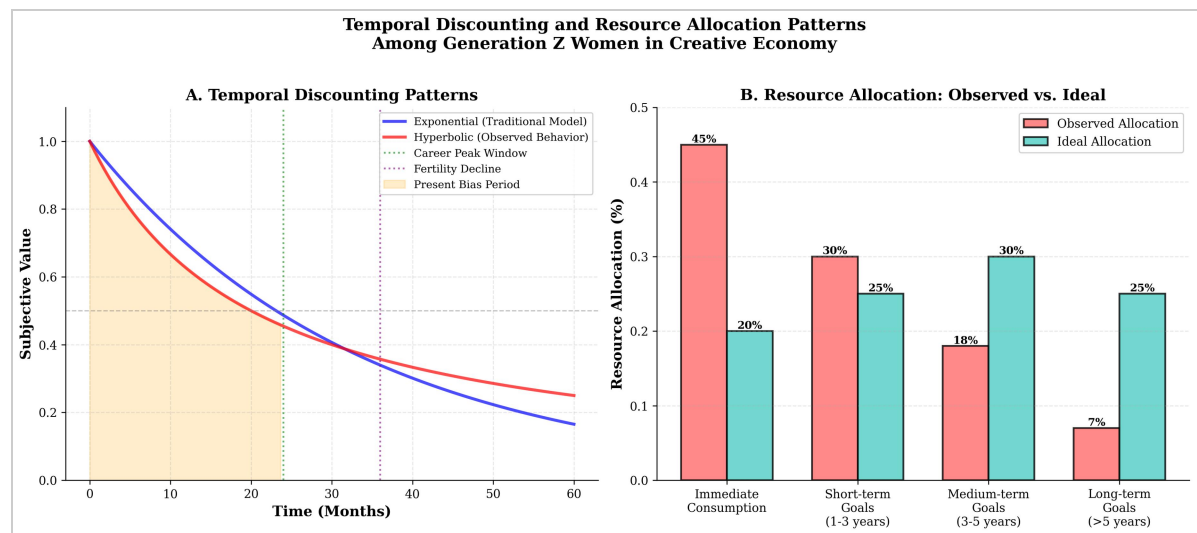 Temporal Discounting and Resource Allocation Patterns
Among Generation Z Women in Creative Economy
A. Temporal Discounting Patterns
Exponential (Traditional Model)
Hyperbolic (Observed Behavior)
Career Peak Window
Fertility Decline
Present Bias Period
Subjective Value
1.0
0.8
0.6
0.4
0.2
0.0
0 10 20 30 40 50 60
Time (Months)
B. Resource Allocation: Observed vs. Ideal
Observed Allocation
Ideal Allocation
Resource Allocation (%)
0.5
0.4
0.3
0.2
0.1
0.0
45% 20% 30% 25% 18% 30% 7% 25%
Immediate
Consumption
Short-term
Goals
(1-3 years)
Medium-term
Goals
(3-5 years)
Long-term
Goals
(>5 years)